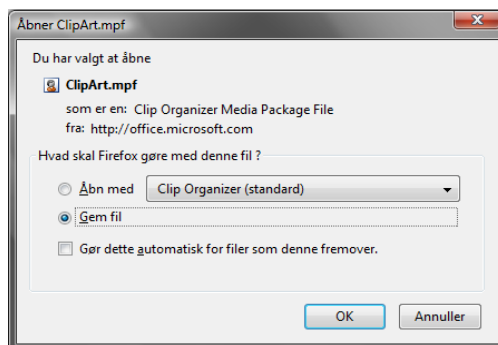 Åbner ClipArt.mpf
Du har valgt at åbne
ClipArt.mpf
som er en: Clip Organizer Media Package File
fra: http://office.microsoft.com
Hvad skal Firefox gøre med denne fil ?
Åbn med Clip Organizer (standard)
Gem fil
Gør dette automatisk for filer som denne fremover.
OK Annuller